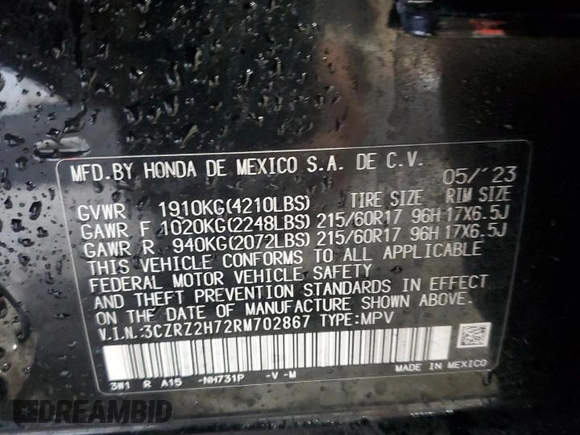 MFD.BY HONDA DE MEXICO S.A. DE C.V.
05/'23
GVWR 1910KG(4210LBS) TIRE SIZE RIM SIZE
GAWR F 1020KG(2248LBS) 215/60R17 96H 17X6.5J
GAWR R 940KG(2072LBS) 215/60R17 96H 17X6.5J
THIS VEHICLE CONFORMS TO ALL APPLICABLE
FEDERAL MOTOR VEHICLE SAFETY
AND THEFT PREVENTION STANDARDS IN EFFECT
ON THE DATE OF MANUFACTURE SHOWN ABOVE.
V.I.N.:3CZRZ2H72RM702867 TYPE:MPV
3W1 R A15 -NH731P -V -M
DREAMBID